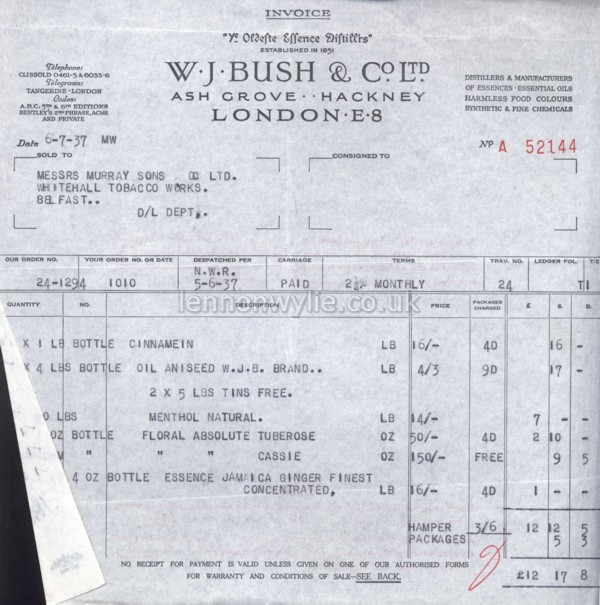 INVOICE
"Ye Oldeste Essence Distillrs"
ESTABLISHED IN 1851
W·J·BUSH & CO. LTD
ASH GROVE··HACKNEY
LONDON·E·8
Telephone:
CLISSOLD 0461-5 & 6033-6
Telegrams:
TANGERINE·LONDON
Codes:
A.B.C. 5TH & 6TH EDITIONS
BENTLEY'S 2ND PHRASE, ACME
AND PRIVATE
DISTILLERS & MANUFACTURERS
OF ESSENCES·ESSENTIAL OILS
HARMLESS FOOD COLOURS
SYNTHETIC & FINE CHEMICALS
Date 6-7-37 MW
No A 52144
SOLD TO
CONSIGNED TO
MESSRS MURRAY SONS CO LTD.
WHITEHALL TOBACCO WORKS.
BELFAST..
D/L DEPT,.
OUR ORDER NO. YOUR ORDER NO. OR DATE DESPATCHED PER CARRIAGE TERMS TRAV. NO. LEDGER FOL. T/C
24-1294 1010 N.W.R. 5-6-37 PAID 2½% MONTHLY 24 TI
lennonwylie.co.uk
QUANTITY NO. DESCRIPTION PRICE PACKAGES CHARGED £ S. D.
X 1 LB BOTTLE CINNAMEIN LB 16/- 4D 16 -
X 4 LBS BOTTLE OIL ANISEED W.J.B. BRAND.. LB 4/3 9D 17 -
2 X 5 LBS TINS FREE.
0 LBS MENTHOL NATURAL. LB 14/- 7 - -
OZ BOTTLE FLORAL ABSOLUTE TUBEROSE OZ 50/- 4D 2 10 -
" " " CASSIE OZ 150/- FREE 9 5
4 OZ BOTTLE ESSENCE JAMAICA GINGER FINEST
CONCENTRATED, LB 16/- 4D 1 - -
HAMPER 3/6 12 12 5
PACKAGES 5 3
£12 17 8
NO RECEIPT FOR PAYMENT IS VALID UNLESS GIVEN ON ONE OF OUR AUTHORISED FORMS
FOR WARRANTY AND CONDITIONS OF SALE—SEE BACK.